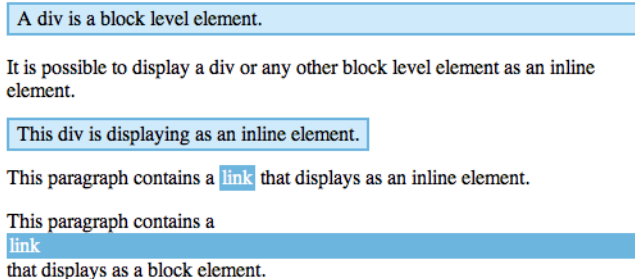 A div is a block level element.
It is possible to display a div or any other block level element as an inline
element.
This div is displaying as an inline element.
This paragraph contains a link that displays as an inline element.
This paragraph contains a
link
that displays as a block element.